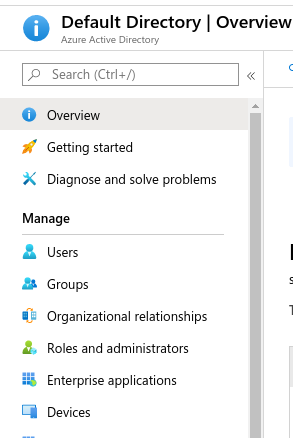 Default Directory | Overview
Azure Active Directory
Search (Ctrl+/)
«
Overview
Getting started
Diagnose and solve problems
Manage
Users
Groups
Organizational relationships
Roles and administrators
Enterprise applications
Devices